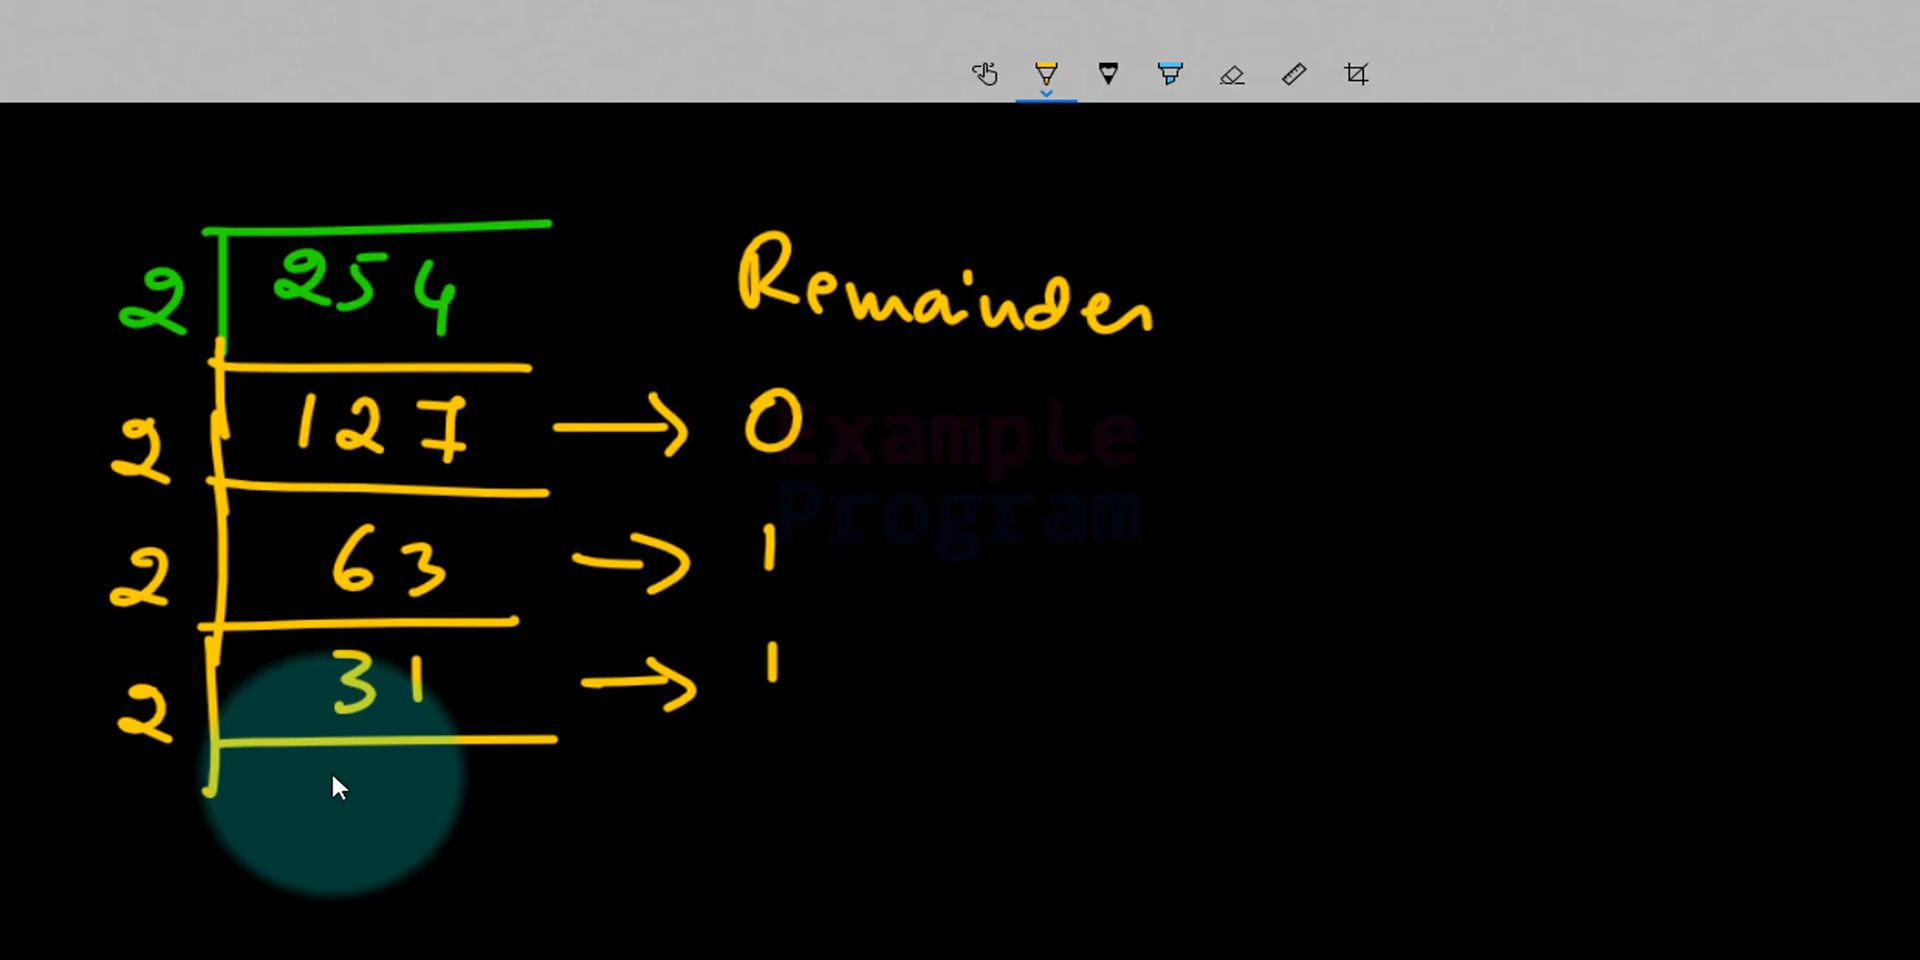 2 254 Remainder
2 127 → 0
2 63 → 1
2 31 → 1
Example
Program